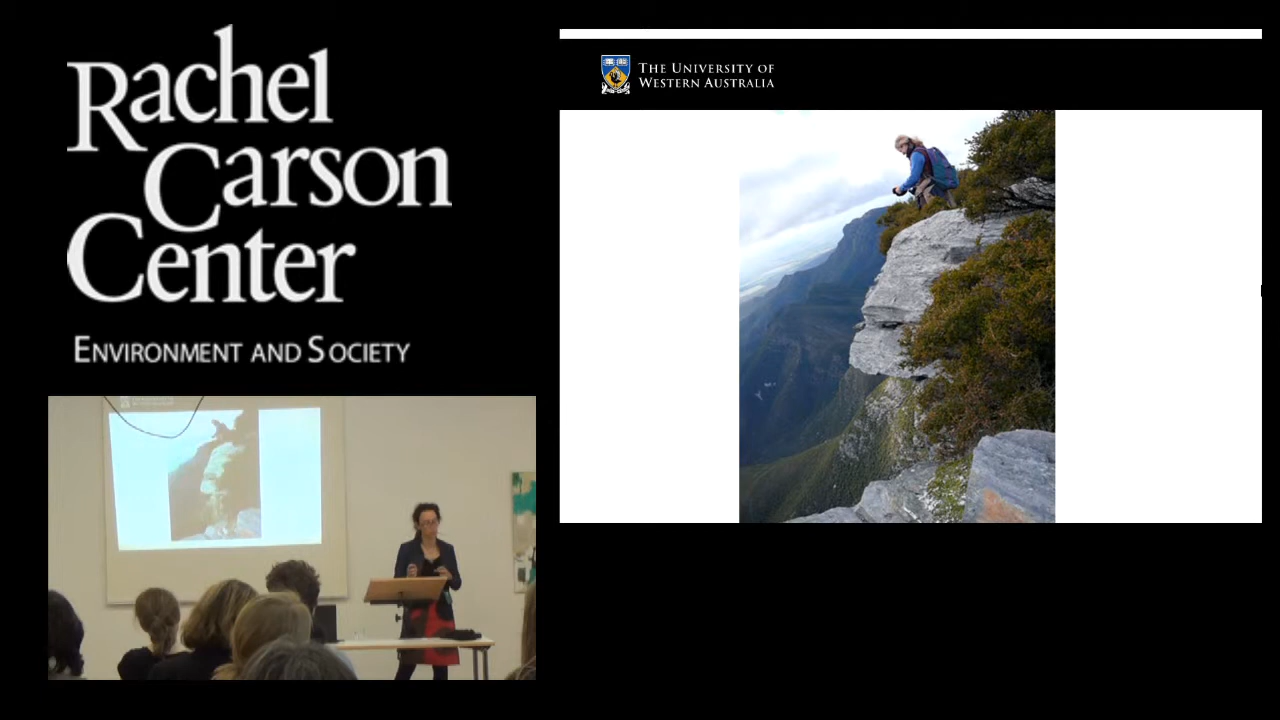 Rachel
Carson
Center
ENVIRONMENT AND SOCIETY
THE UNIVERSITY OF
WESTERN AUSTRALIA